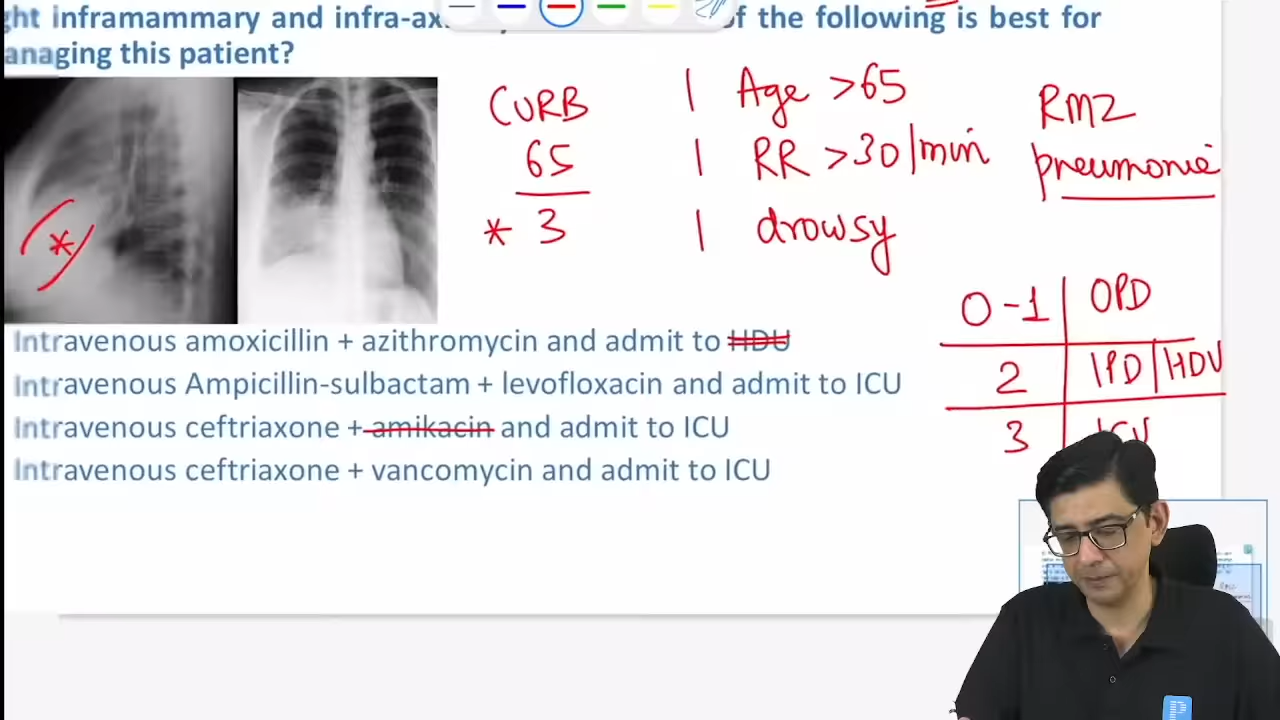 ght inframammary and infra-ax
of the following is best for
anaging this patient?
CURB
65
* 3
1 Age >65
1 RR >30/min
1 drowsy
RMZ
pneumonia
0-1 OPD
2 IPD/HDU
3 ICU
*
Intravenous amoxicillin + azithromycin and admit to HDU
Intravenous Ampicillin-sulbactam + levofloxacin and admit to ICU
Intravenous ceftriaxone + amikacin and admit to ICU
Intravenous ceftriaxone + vancomycin and admit to ICU